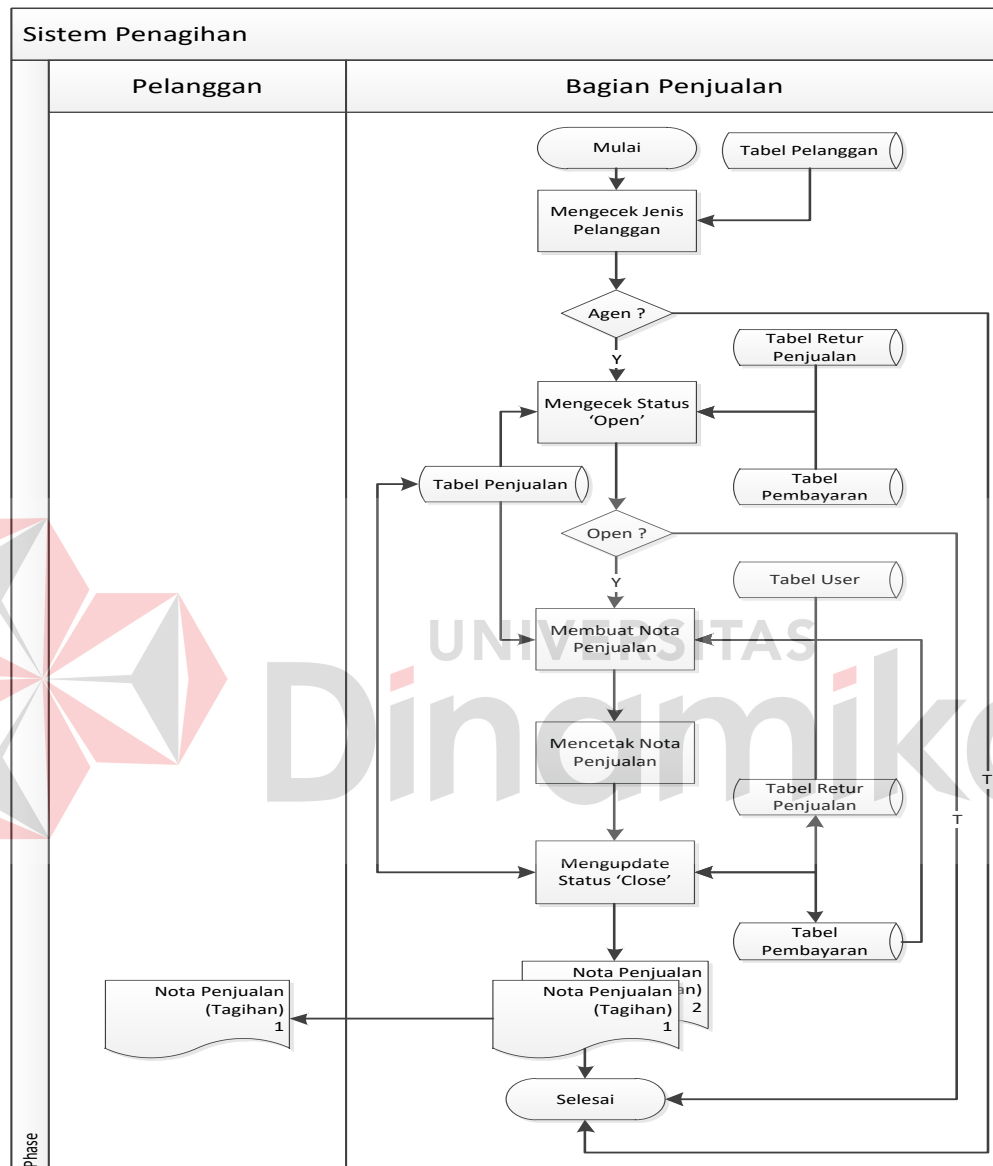 Sistem Penagihan
Pelanggan
Bagian Penjualan
Mulai
Tabel Pelanggan
Mengecek Jenis
Pelanggan
Agen ?
Tabel Retur
Penjualan
Y
Mengecek Status
‘Open’
Tabel Penjualan
Tabel
Pembayaran
Open ?
Y
Tabel User
Membuat Nota
Penjualan
UNIVERSITAS
Dinamika
Mencetak Nota
Penjualan
Tabel Retur
Penjualan
T
T
Mengupdate
Status ‘Close’
Tabel
Pembayaran
Nota Penjualan
an)
2
Nota Penjualan
(Tagihan)
1
Nota Penjualan
(Tagihan)
1
Selesai
Phase